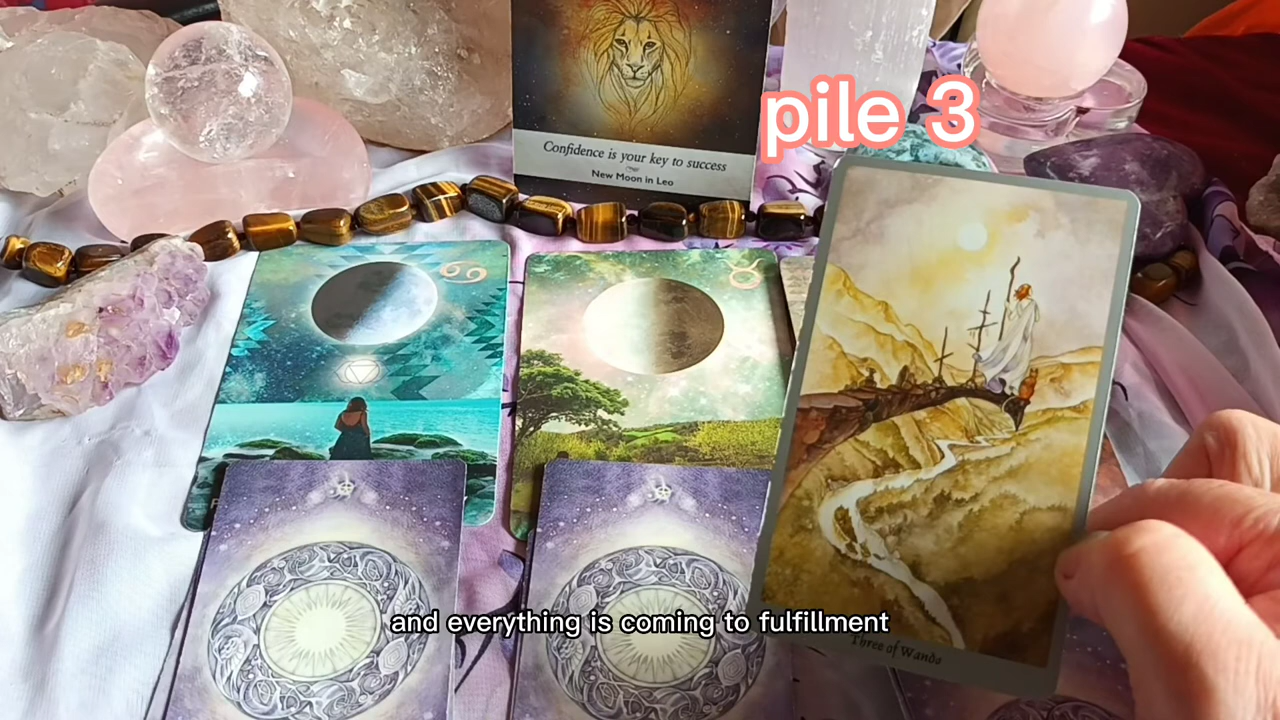 Confidence is your key to success
New Moon in Leo
pile 3
and everything is coming to fulfillment
Three of Wands